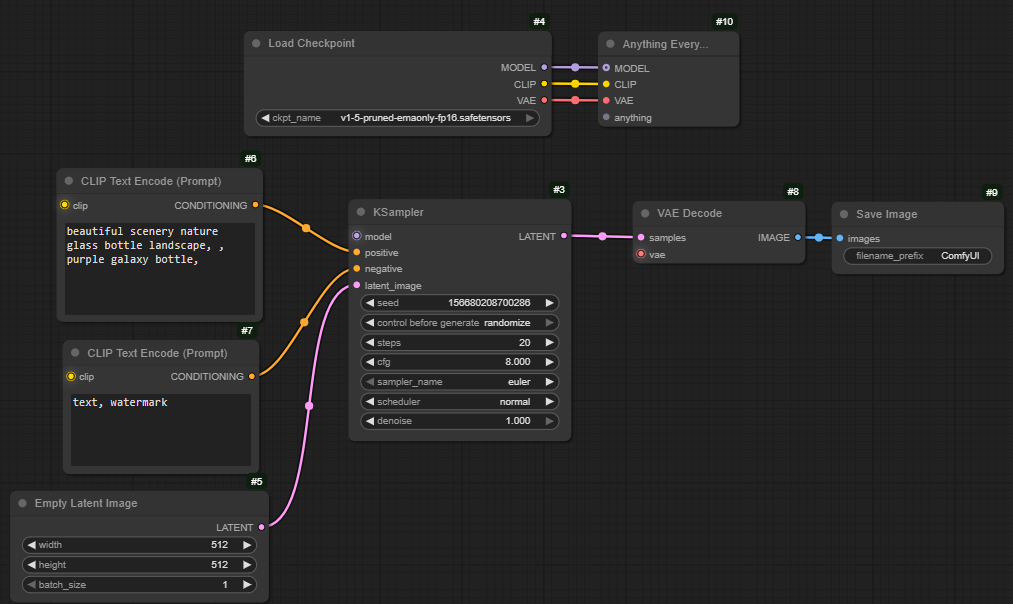 #4
Load Checkpoint
MODEL
CLIP
VAE
ckpt_name v1-5-pruned-emaonly-fp16.safetensors
#10
Anything Every...
MODEL
CLIP
VAE
anything
#6
CLIP Text Encode (Prompt)
clip CONDITIONING
beautiful scenery nature
glass bottle landscape, ,
purple galaxy bottle,
#7
CLIP Text Encode (Prompt)
clip CONDITIONING
text, watermark
#5
Empty Latent Image
LATENT
width 512
height 512
batch_size 1
#3
KSampler
model LATENT
positive
negative
latent_image
seed 156680208700286
control before generate randomize
steps 20
cfg 8.000
sampler_name euler
scheduler normal
denoise 1.000
#8
VAE Decode
samples IMAGE
vae
#9
Save Image
images
filename_prefix ComfyUI